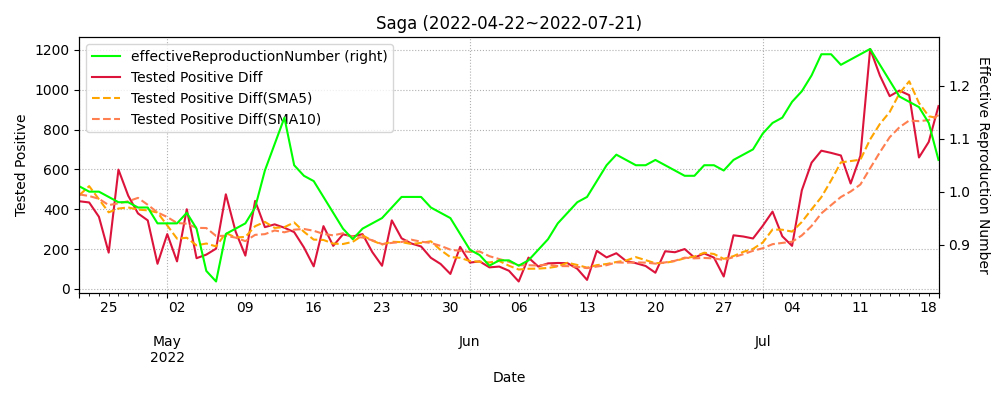 Saga (2022-04-22~2022-07-21)
effectiveReproductionNumber (right)
Tested Positive Diff
Tested Positive Diff(SMA5)
Tested Positive Diff(SMA10)
Tested Positive
1200
1000
800
600
400
200
0
1.2
1.1
1.0
0.9
Effective Reproduction Number
25 02 09 16 23 30 06 13 20 27 04 11 18
May Jun Jul
2022
Date